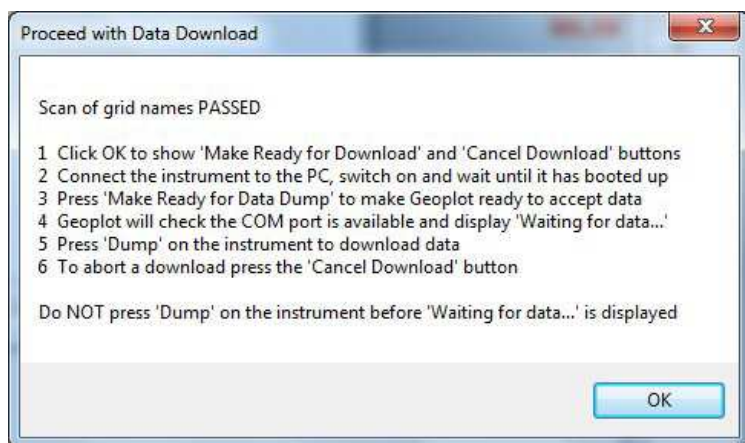 Proceed with Data Download
Scan of grid names PASSED
1 Click OK to show 'Make Ready for Download' and 'Cancel Download' buttons
2 Connect the instrument to the PC, switch on and wait until it has booted up
3 Press 'Make Ready for Data Dump' to make Geoplot ready to accept data
4 Geoplot will check the COM port is available and display 'Waiting for data...'
5 Press 'Dump' on the instrument to download data
6 To abort a download press the 'Cancel Download' button
Do NOT press 'Dump' on the instrument before 'Waiting for data...' is displayed
OK